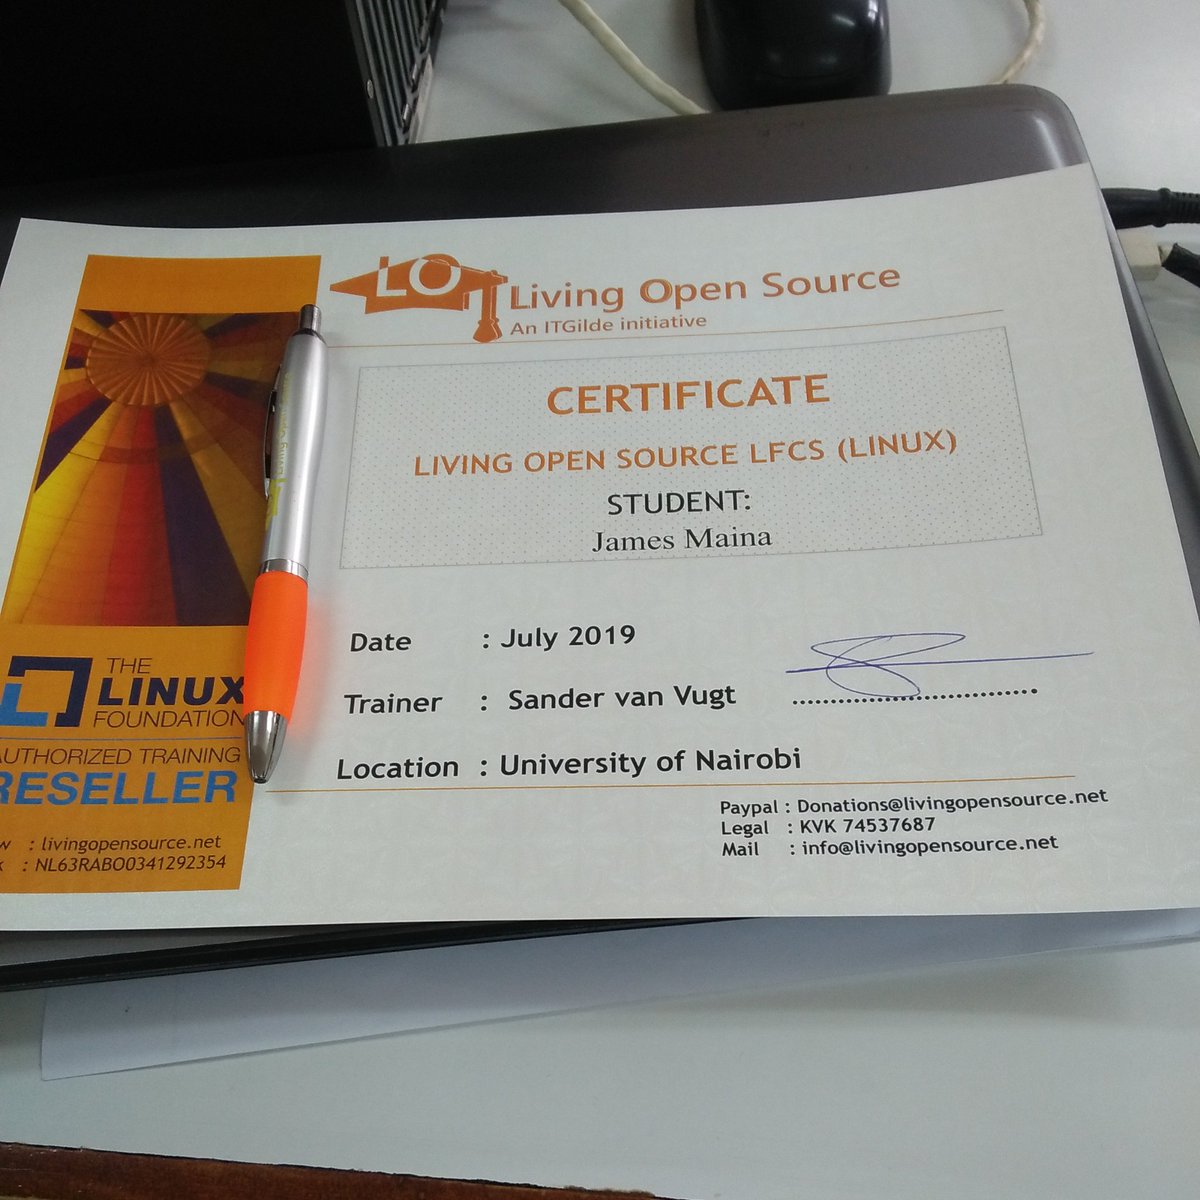 LO Living Open Source
An ITGilde initiative
CERTIFICATE
LIVING OPEN SOURCE LFCS (LINUX)
STUDENT:
James Maina
Date : July 2019
Trainer : Sander van Vugt
Location : University of Nairobi
Paypal : Donations@livingopensource.net
Legal : KVK 74537687
Mail : info@livingopensource.net
THE
LINUX
FOUNDATION
AUTHORIZED TRAINING
RESELLER
: livingopensource.net
: NL63RABO0341292354
Living Open